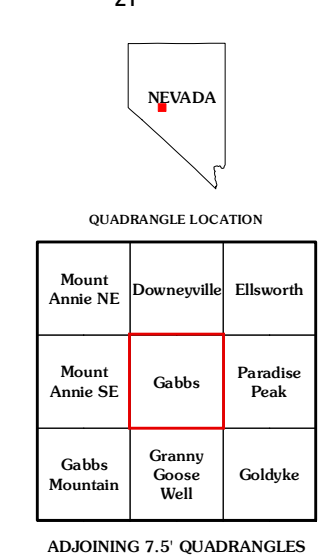 NEVADA
QUADRANGLE LOCATION
Mount
Annie NE
Downeyville
Ellsworth
Mount
Annie SE
Gabbs
Paradise
Peak
Gabbs
Mountain
Granny
Goose
Well
Goldyke
ADJOINING 7.5' QUADRANGLES